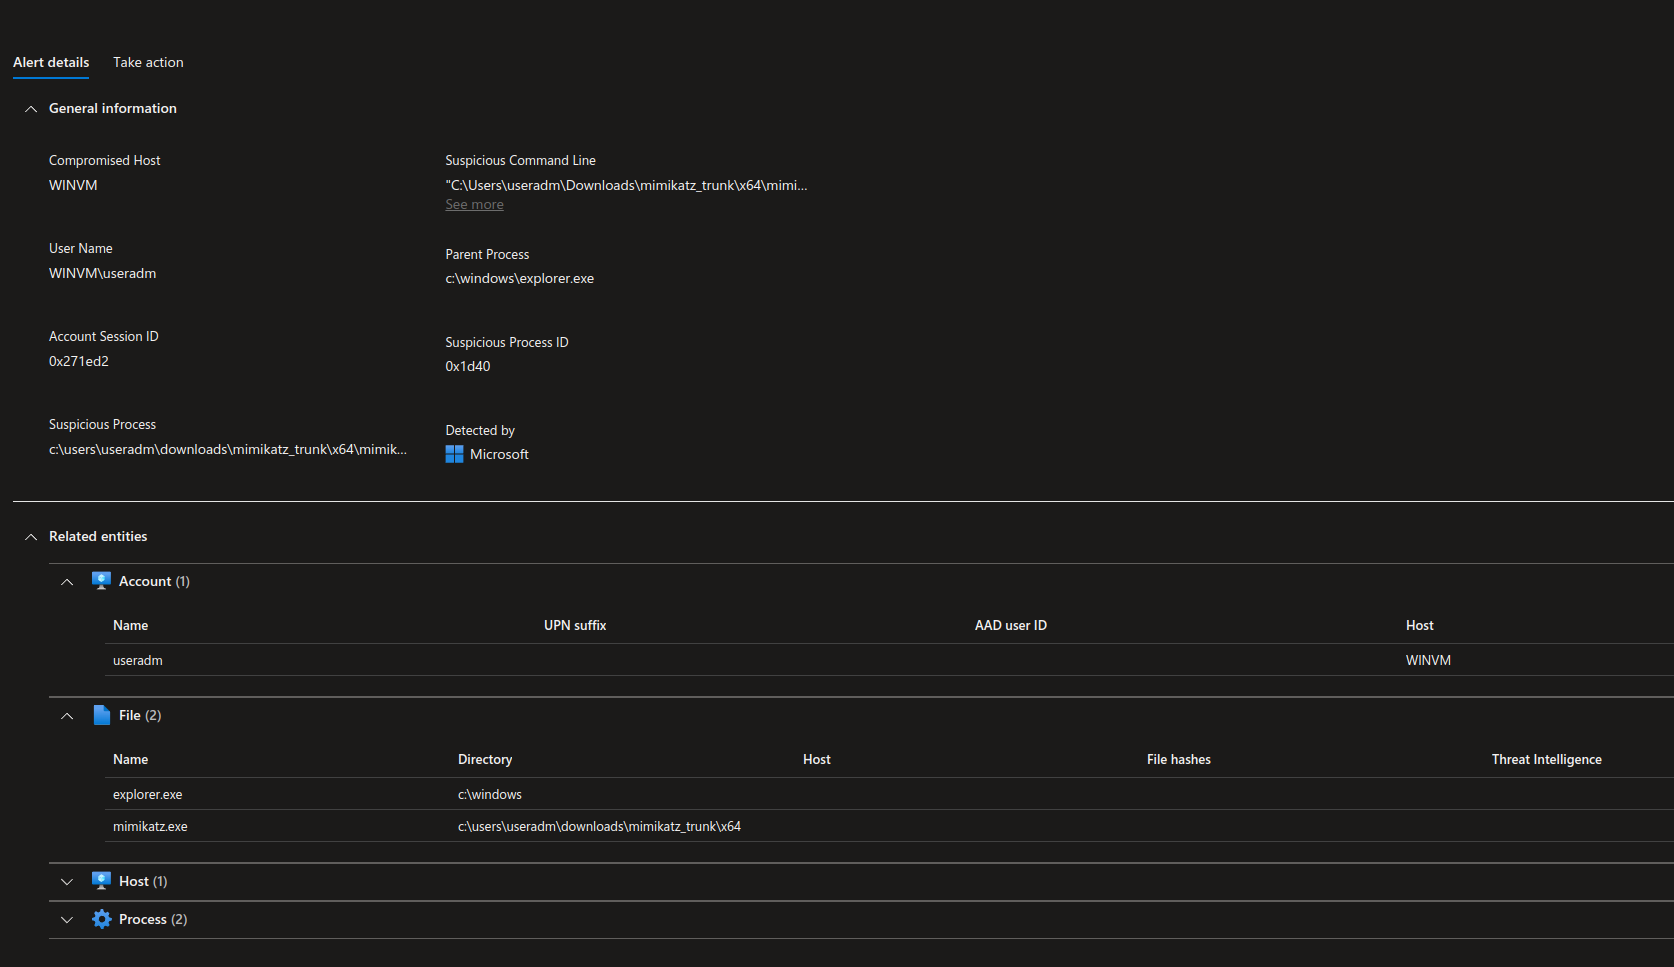 Alert details Take action
General information
Compromised Host
WINVM
Suspicious Command Line
"C:\Users\useradm\Downloads\mimikatz_trunk\x64\mimi...
See more
User Name
WINVM\useradm
Parent Process
c:\windows\explorer.exe
Account Session ID
0x271ed2
Suspicious Process ID
0x1d40
Suspicious Process
c:\users\useradm\downloads\mimikatz_trunk\x64\mimik...
Detected by
Microsoft
Related entities
Account (1)
Name UPN suffix AAD user ID Host
useradm WINVM
File (2)
Name Directory Host File hashes Threat Intelligence
explorer.exe c:\windows
mimikatz.exe c:\users\useradm\downloads\mimikatz_trunk\x64
Host (1)
Process (2)